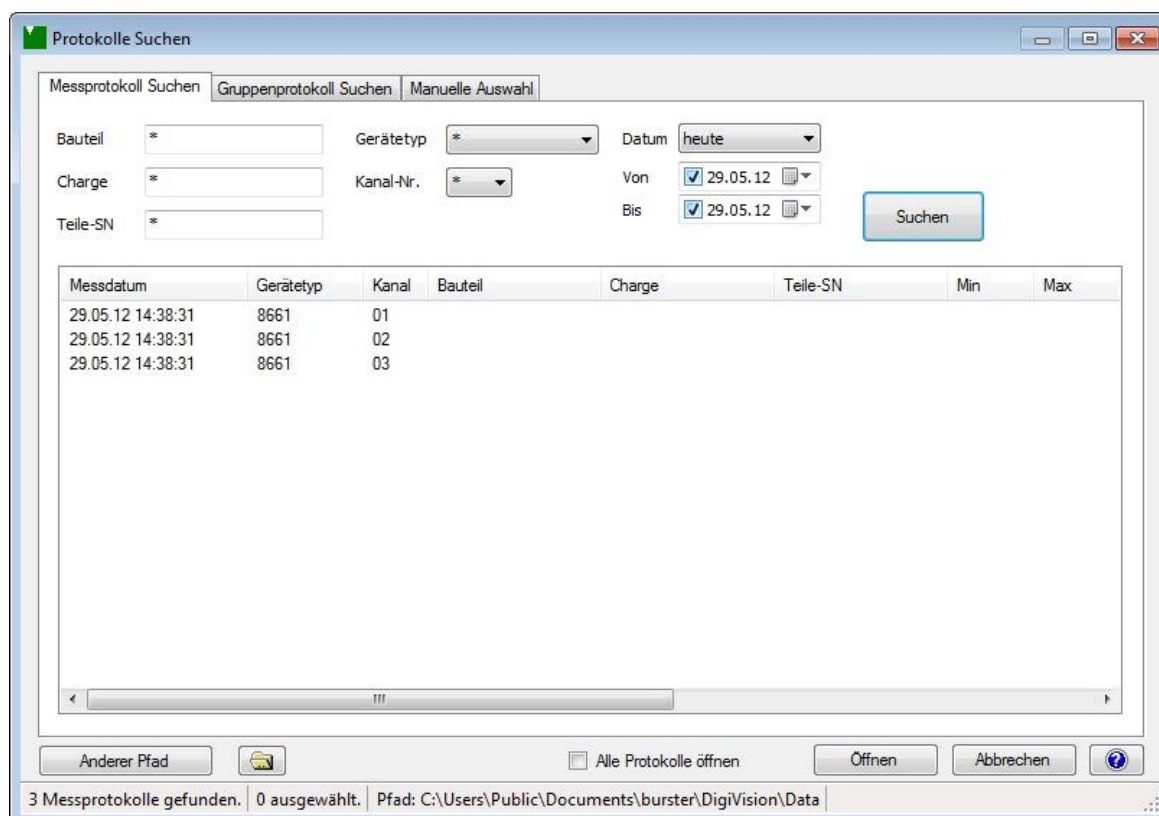 Protokolle Suchen
Messprotokoll Suchen Gruppenprotokoll Suchen Manuelle Auswahl
Bauteil * Gerätetyp * Datum heute
Charge * Kanal-Nr. * Von 29.05.12
Teile-SN * Bis 29.05.12 Suchen
Messdatum Gerätetyp Kanal Bauteil Charge Teile-SN Min Max
29.05.12 14:38:31 8661 01
29.05.12 14:38:31 8661 02
29.05.12 14:38:31 8661 03
Anderer Pfad Alle Protokolle öffnen Öffnen Abbrechen ?
3 Messprotokolle gefunden. 0 ausgewählt. Pfad: C:\Users\Public\Documents\burster\DigiVision\Data